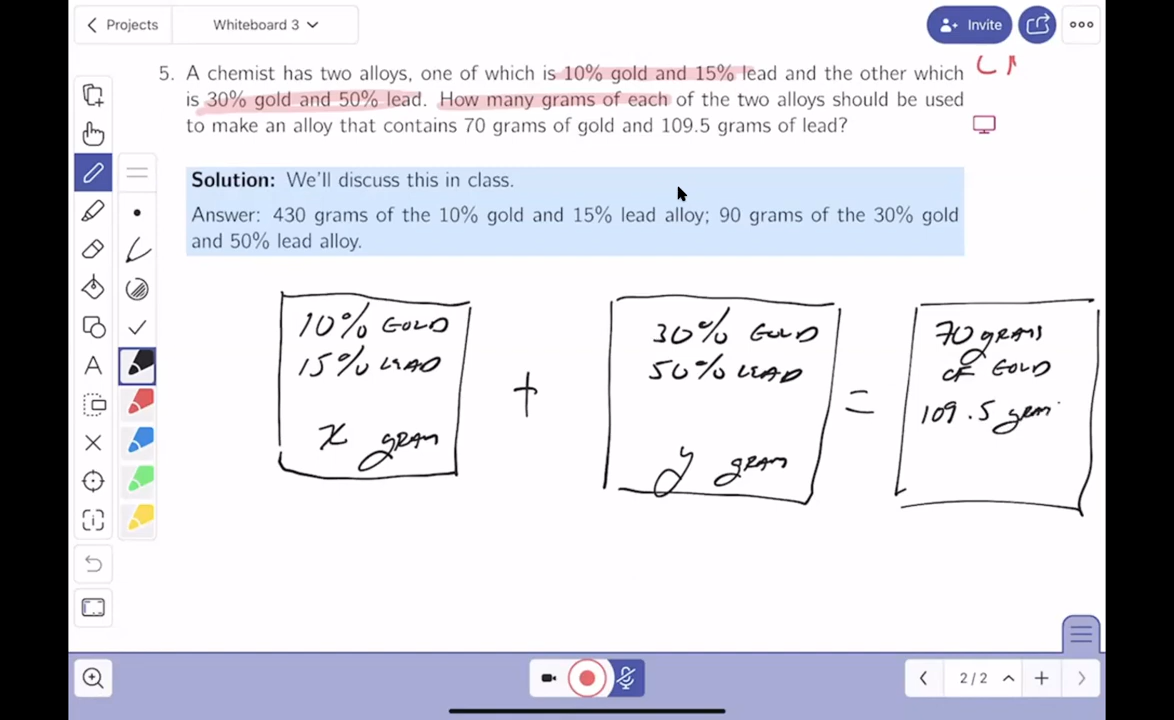 Projects
Whiteboard 3
Invite
5. A chemist has two alloys, one of which is 10% gold and 15% lead and the other which
is 30% gold and 50% lead. How many grams of each of the two alloys should be used
to make an alloy that contains 70 grams of gold and 109.5 grams of lead?
Solution: We'll discuss this in class.
Answer: 430 grams of the 10% gold and 15% lead alloy; 90 grams of the 30% gold
and 50% lead alloy.
10% GOLD
15% LEAD
x gram
+
30% GOLD
50% LEAD
y gram
=
70 grams
OF GOLD
109.5 gram
A
2/2